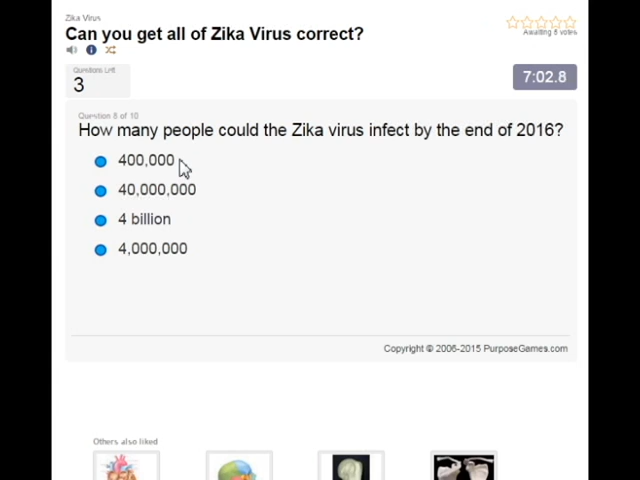 Zika Virus
Can you get all of Zika Virus correct?
Awaiting 8 votes
Questions Left
3
7:02.8
Question 8 of 10
How many people could the Zika virus infect by the end of 2016?
400,000
40,000,000
4 billion
4,000,000
Copyright © 2006-2015 PurposeGames.com
Others also liked